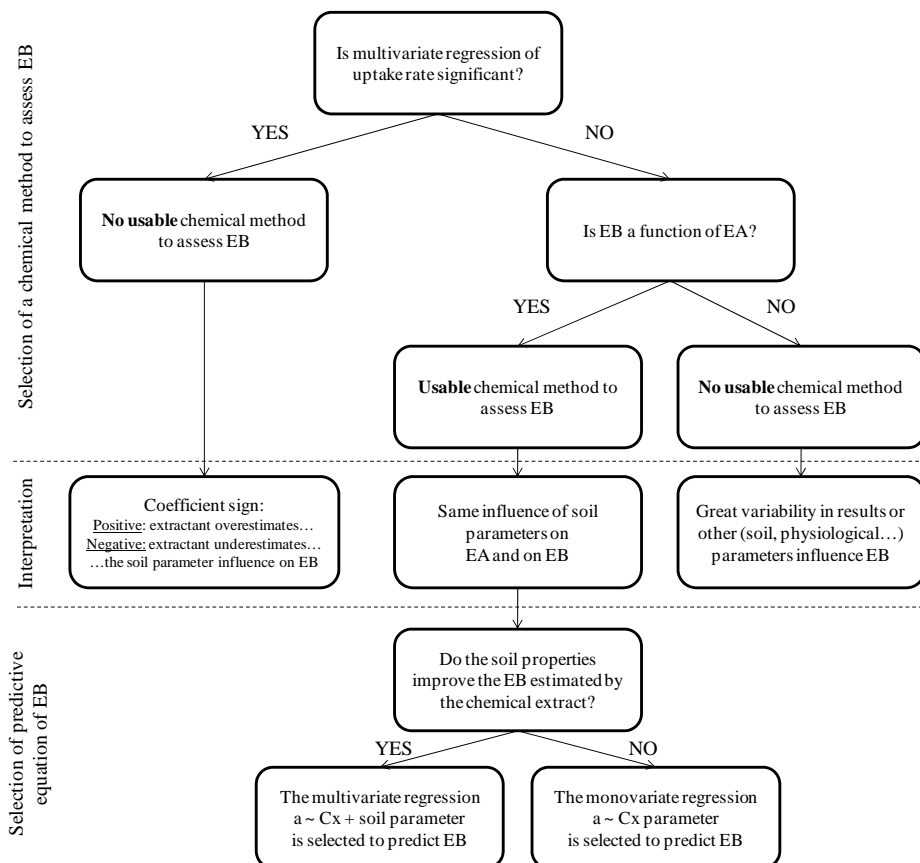 Selection of a chemical method to assess EB
Is multivariate regression of
uptake rate significant?
YES
NO
No usable chemical method
to assess EB
Is EB a function of EA?
YES
NO
Usable chemical method to
assess EB
No usable chemical method
to assess EB
Interpretation
Coefficient sign:
Positive: extractant overestimates…
Negative: extractant underestimates…
…the soil parameter influence on EB
Same influence of soil
parameters on
EA and on EB
Great variability in results or
other (soil, physiological…)
parameters influence EB
Selection of predictive
equation of EB
Do the soil properties
improve the EB estimated by
the chemical extract?
YES
NO
The multivariate regression
a ~ Cx + soil parameter
is selected to predict EB
The monovariate regression
a ~ Cx parameter
is selected to predict EB